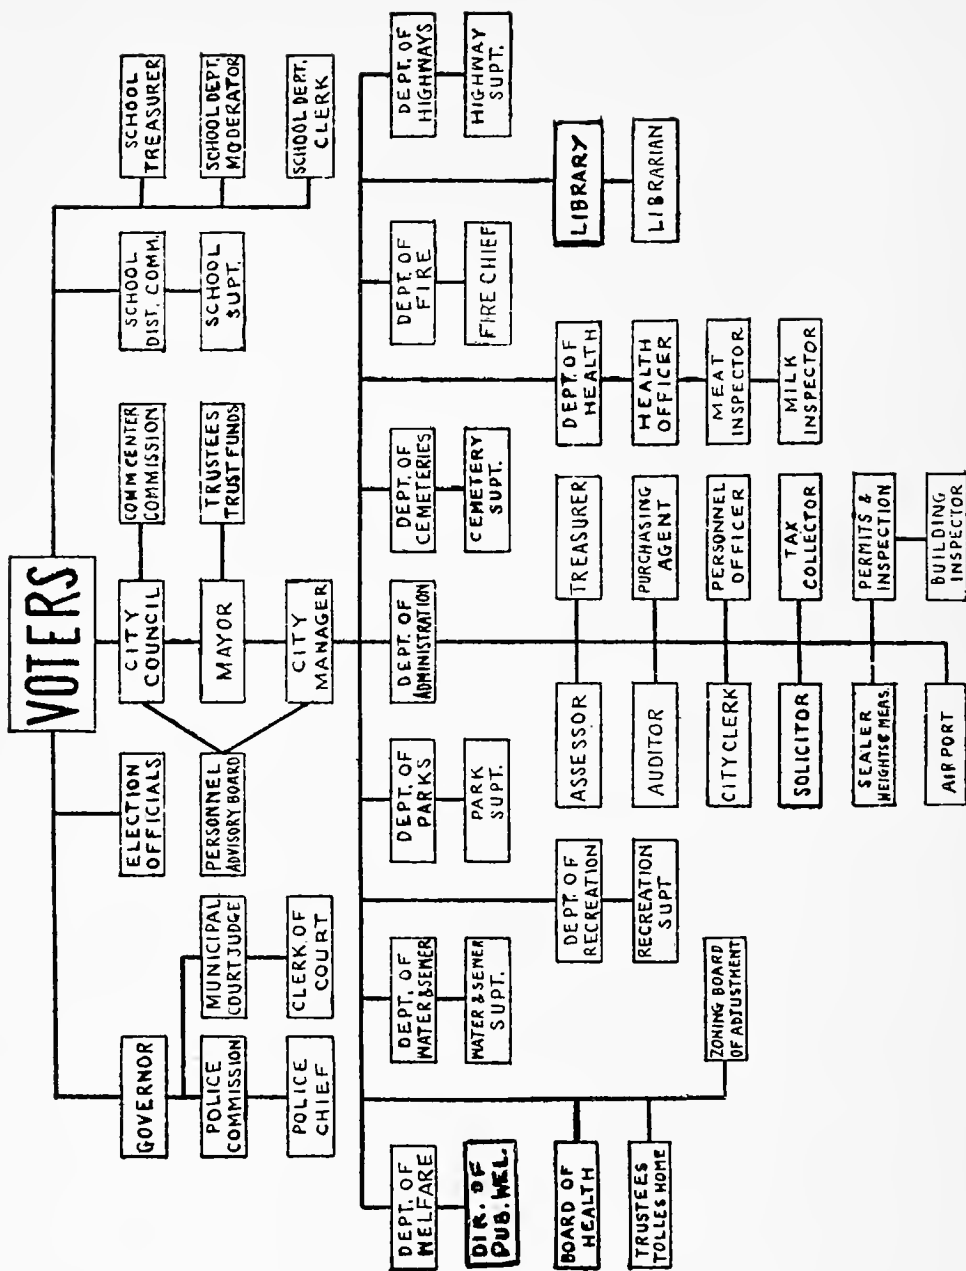 VOTERS
GOVERNOR
ELECTION
OFFICIALS
CITY
COUNCIL
COMM CENTER
COMMISSION
SCHOOL
DIST. COMM.
SCHOOL
TREASURER
POLICE
COMMISSION
MUNICIPAL
COURT JUDGE
PERSONNEL
ADVISORY BOARD
MAYOR
TRUSTEES
TRUST FUNDS
SCHOOL
SUPT.
SCHOOL DEPT.
MODERATOR
POLICE
CHIEF
CLERK OF
COURT
CITY
MANAGER
SCHOOL DEPT.
CLERK
DEPT. OF
WELFARE
DEPT. OF
WATER & SEWER
DEPT. OF
PARKS
DEPT. OF
ADMINISTRATION
DEPT. OF
CEMETERIES
DEPT. OF
FIRE
DEPT. OF
HIGHWAYS
DIR. OF
PUB. WEL.
WATER & SEWER
SUPT.
PARK
SUPT.
CEMETERY
SUPT.
FIRE CHIEF
HIGHWAY
SUPT.
BOARD OF
HEALTH
DEPT. OF
RECREATION
ASSESSOR
TREASURER
DEPT. OF
HEALTH
LIBRARY
TRUSTEES
TOLLES HOME
RECREATION
SUPT
AUDITOR
PURCHASING
AGENT
HEALTH
OFFICER
LIBRARIAN
ZONING BOARD
OF ADJUSTMENT
CITY CLERK
PERSONNEL
OFFICER
MEAT
INSPECTOR
SOLICITOR
TAX
COLLECTOR
MILK
INSPECTOR
SEALER
WEIGHTS & MEAS.
PERMITS &
INSPECTION
AIRPORT
BUILDING
INSPECTOR